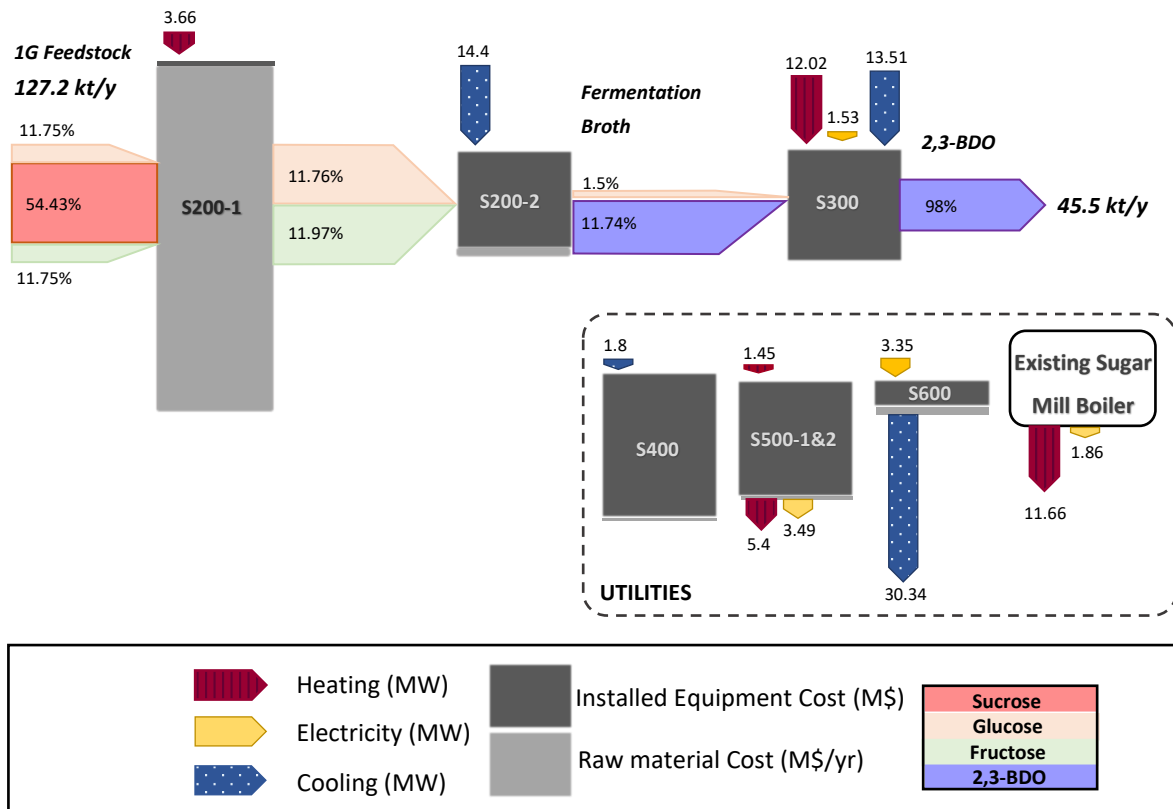 3.66
1G Feedstock
127.2 kt/y
11.75%
54.43%
11.75%
S200-1
11.76%
11.97%
14.4
S200-2
Fermentation
Broth
1.5%
11.74%
12.02
1.53
13.51
S300
2,3-BDO
98%
45.5 kt/y
1.8
S400
1.45
S500-1&2
5.4
3.49
3.35
S600
30.34
Existing Sugar
Mill Boiler
11.66
1.86
UTILITIES
Heating (MW)
Electricity (MW)
Cooling (MW)
Installed Equipment Cost (M$)
Raw material Cost (M$/yr)
Sucrose
Glucose
Fructose
2,3-BDO